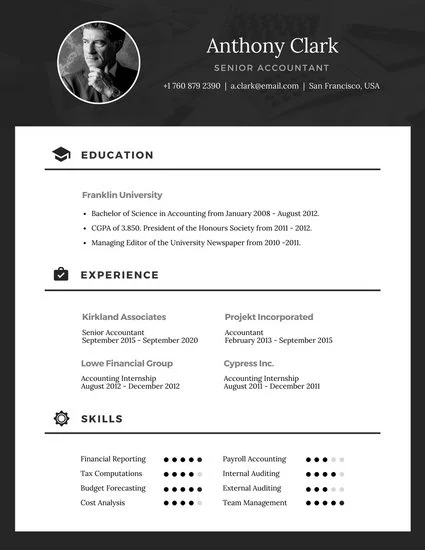 Anthony Clark
SENIOR ACCOUNTANT
+1 760 879 2390 | a.clark@email.com | San Francisco, USA
EDUCATION
Franklin University
• Bachelor of Science in Accounting from January 2008 - August 2012.
• CGPA of 3.850. President of the Honours Society from 2011 - 2012.
• Managing Editor of the University Newspaper from 2010 -2011.
EXPERIENCE
Kirkland Associates
Senior Accountant
September 2015 - September 2020
Projekt Incorporated
Accountant
February 2013 - September 2015
Lowe Financial Group
Accounting Internship
August 2012 - December 2012
Cypress Inc.
Accounting Internship
August 2011 - December 2011
SKILLS
Financial Reporting
Tax Computations
Budget Forecasting
Cost Analysis
Payroll Accounting
Internal Auditing
External Auditing
Team Management